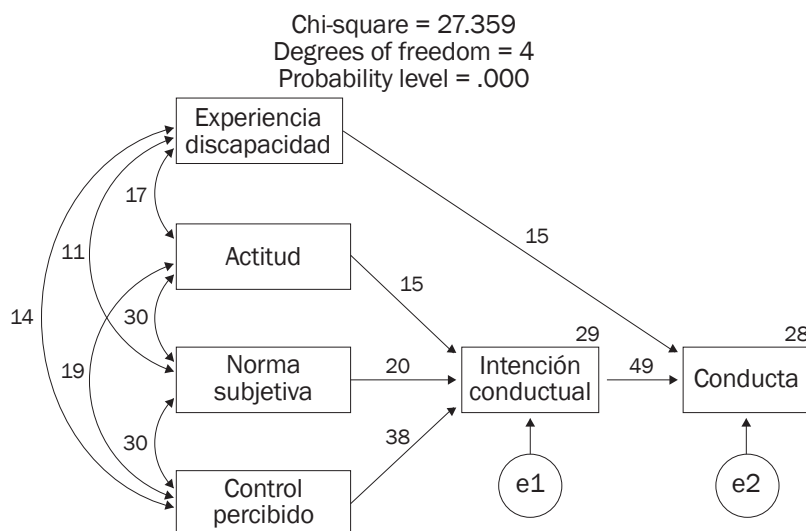 Chi-square = 27.359
Degrees of freedom = 4
Probability level = .000
Experiencia
discapacidad
17
11
Actitud
15
15
14
30
29
28
19
Norma
subjetiva
20
Intención
conductual
49
Conducta
30
38
Control
percibido
e1
e2